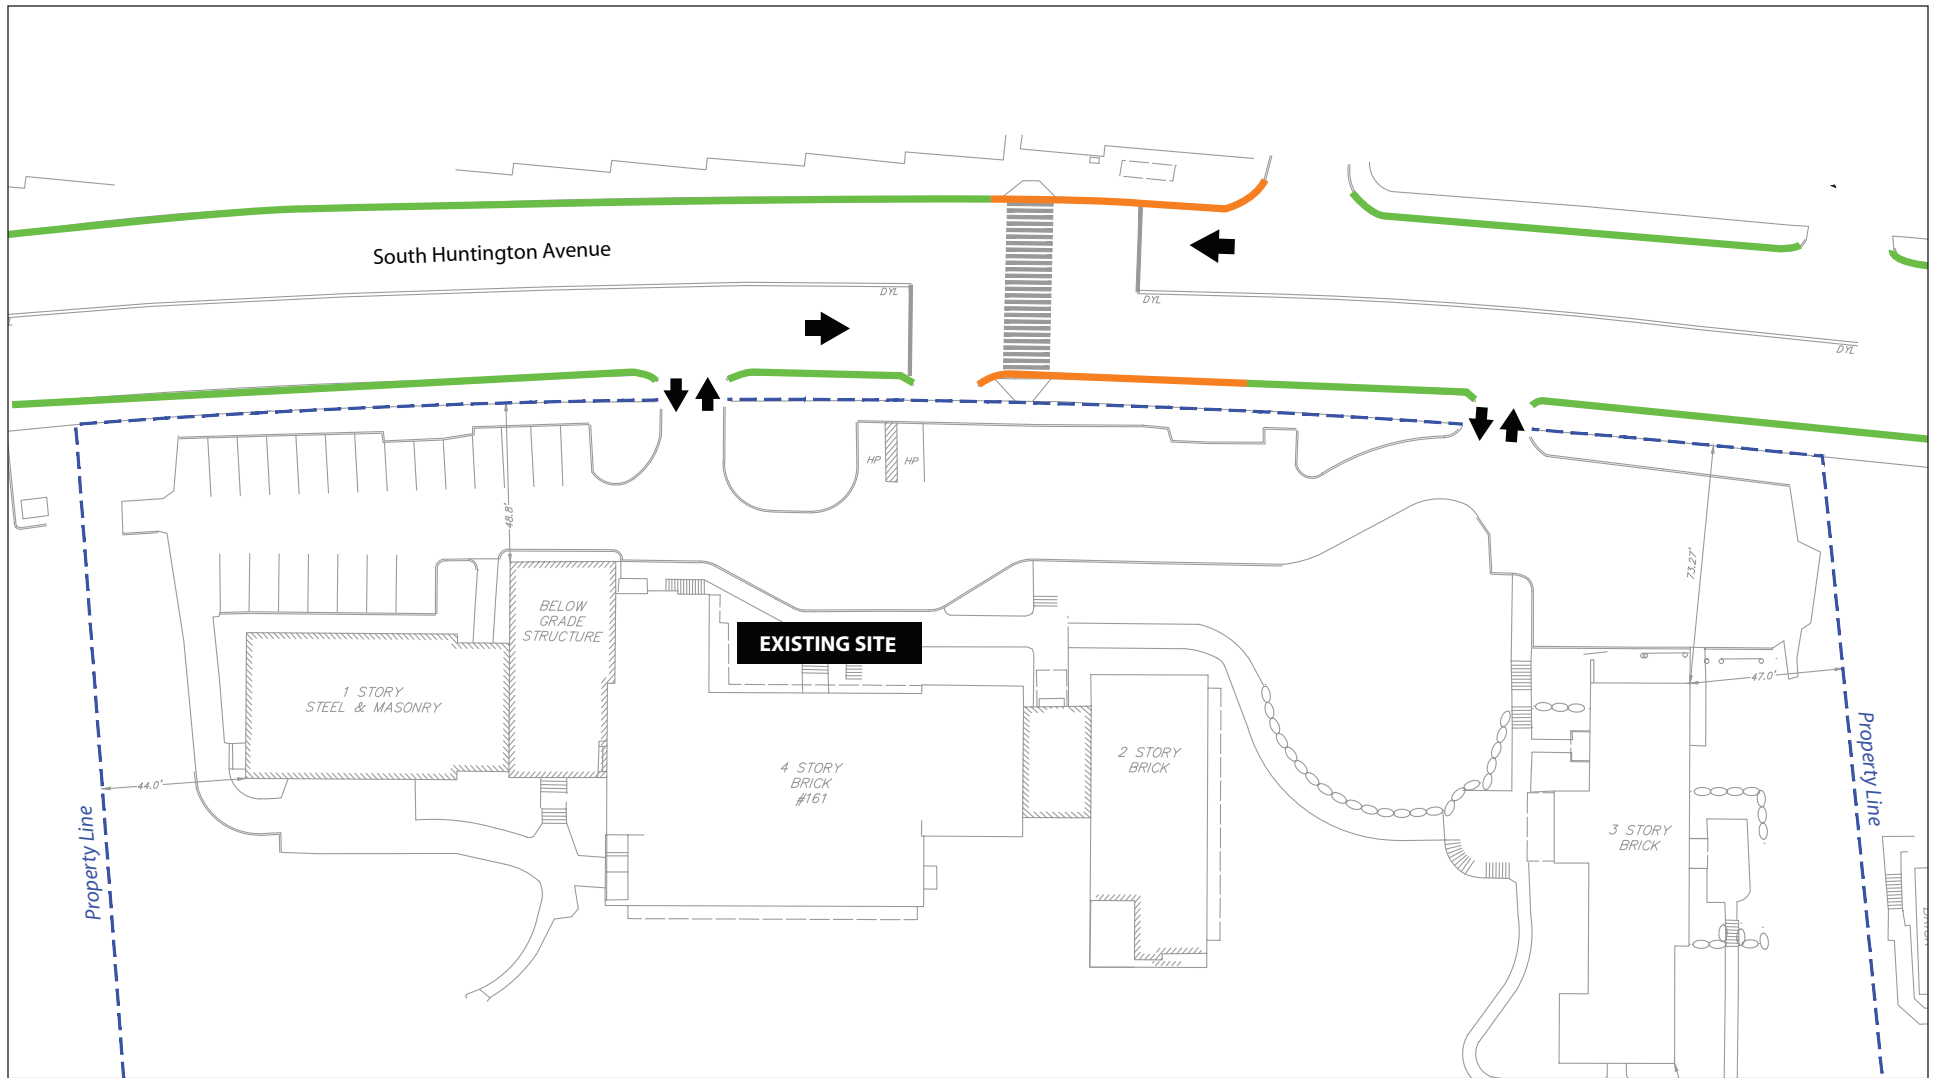 South Huntington Avenue
DYL
DYL
DYL
HP
HP
48.8'
73.27'
BELOW
GRADE
STRUCTURE
EXISTING SITE
1 STORY
STEEL & MASONRY
47.0'
4 STORY
BRICK
#161
2 STORY
BRICK
44.0'
3 STORY
BRICK
Property Line
Property Line